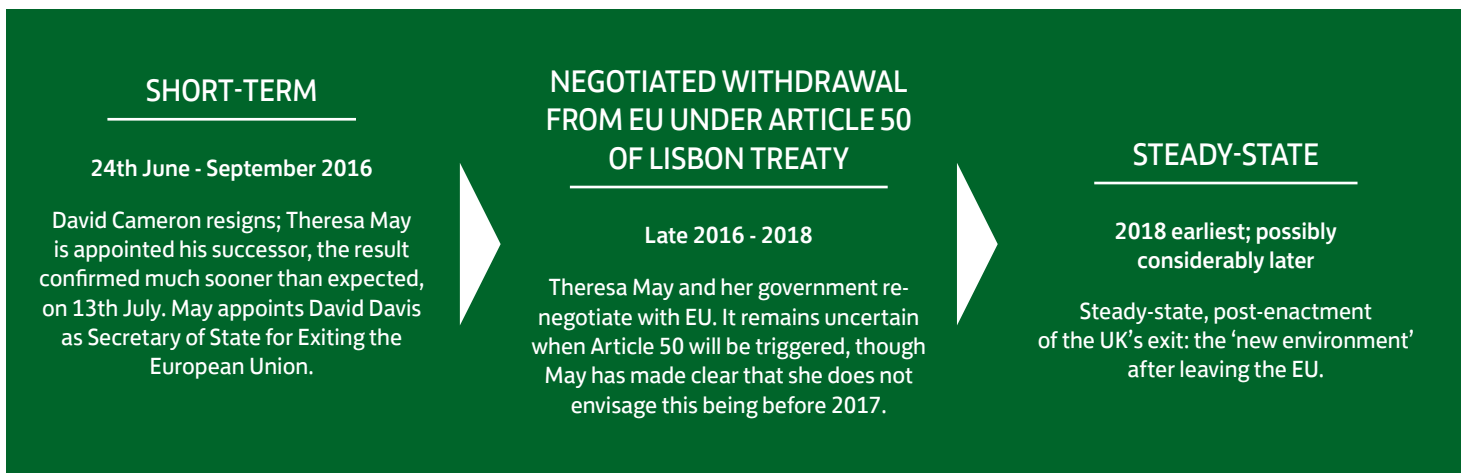 SHORT-TERM
24th June - September 2016
David Cameron resigns; Theresa May
is appointed his successor, the result
confirmed much sooner than expected,
on 13th July. May appoints David Davis
as Secretary of State for Exiting the
European Union.
NEGOTIATED WITHDRAWAL
FROM EU UNDER ARTICLE 50
OF LISBON TREATY
Late 2016 - 2018
Theresa May and her government re-
negotiate with EU. It remains uncertain
when Article 50 will be triggered, though
May has made clear that she does not
envisage this being before 2017.
STEADY-STATE
2018 earliest; possibly
considerably later
Steady-state, post-enactment
of the UK’s exit: the ‘new environment’
after leaving the EU.